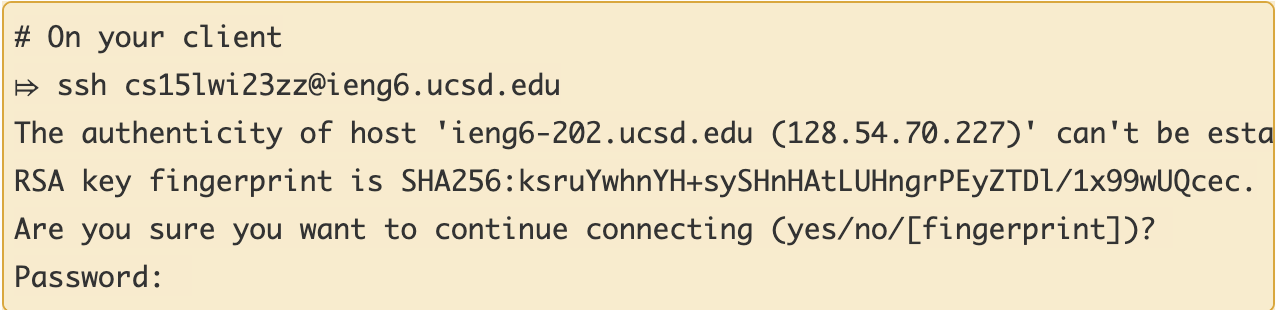 # On your client
⤇ ssh cs15lwi23zz@ieng6.ucsd.edu
The authenticity of host 'ieng6-202.ucsd.edu (128.54.70.227)' can't be esta
RSA key fingerprint is SHA256:ksruYwhnYH+sySHnHAtLUHngrPEyZTDl/1x99wUQcec.
Are you sure you want to continue connecting (yes/no/[fingerprint])?
Password: